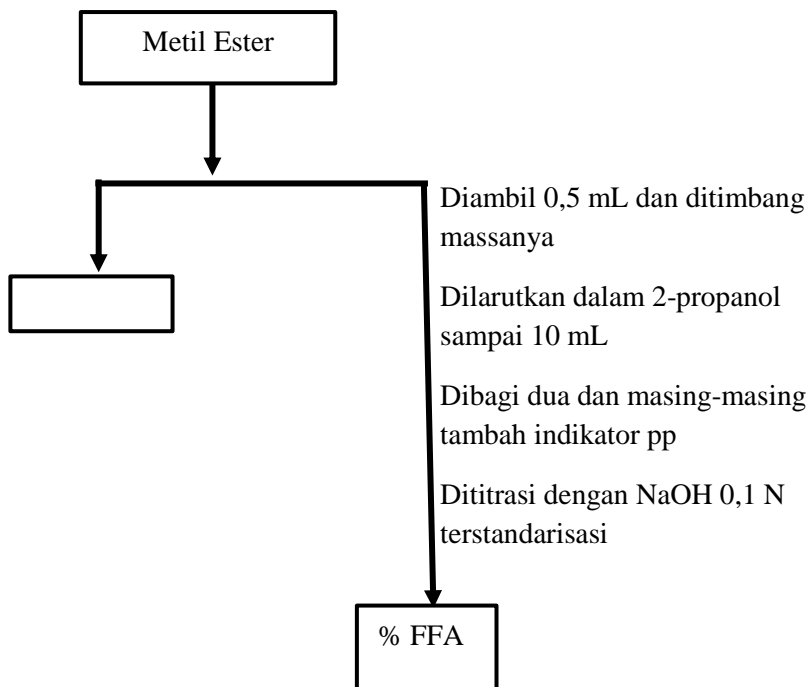 Metil Ester
Diambil 0,5 mL dan ditimbang
massanya
Dilarutkan dalam 2-propanol
sampai 10 mL
Dibagi dua dan masing-masing
tambah indikator pp
Dititrasi dengan NaOH 0,1 N
terstandarisasi
% FFA